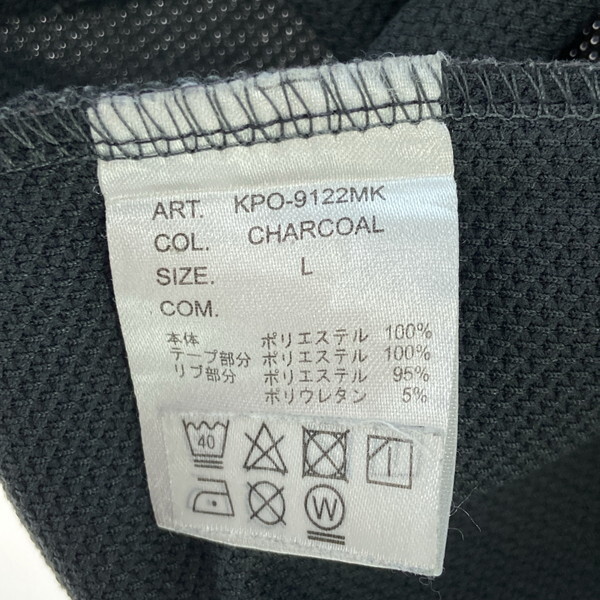 ART. KPO-9122MK
COL. CHARCOAL
SIZE. L
COM.
本体 ポリエステル 100%
テープ部分 ポリエステル 100%
リブ部分 ポリエステル 95%
ポリウレタン 5%
40
W